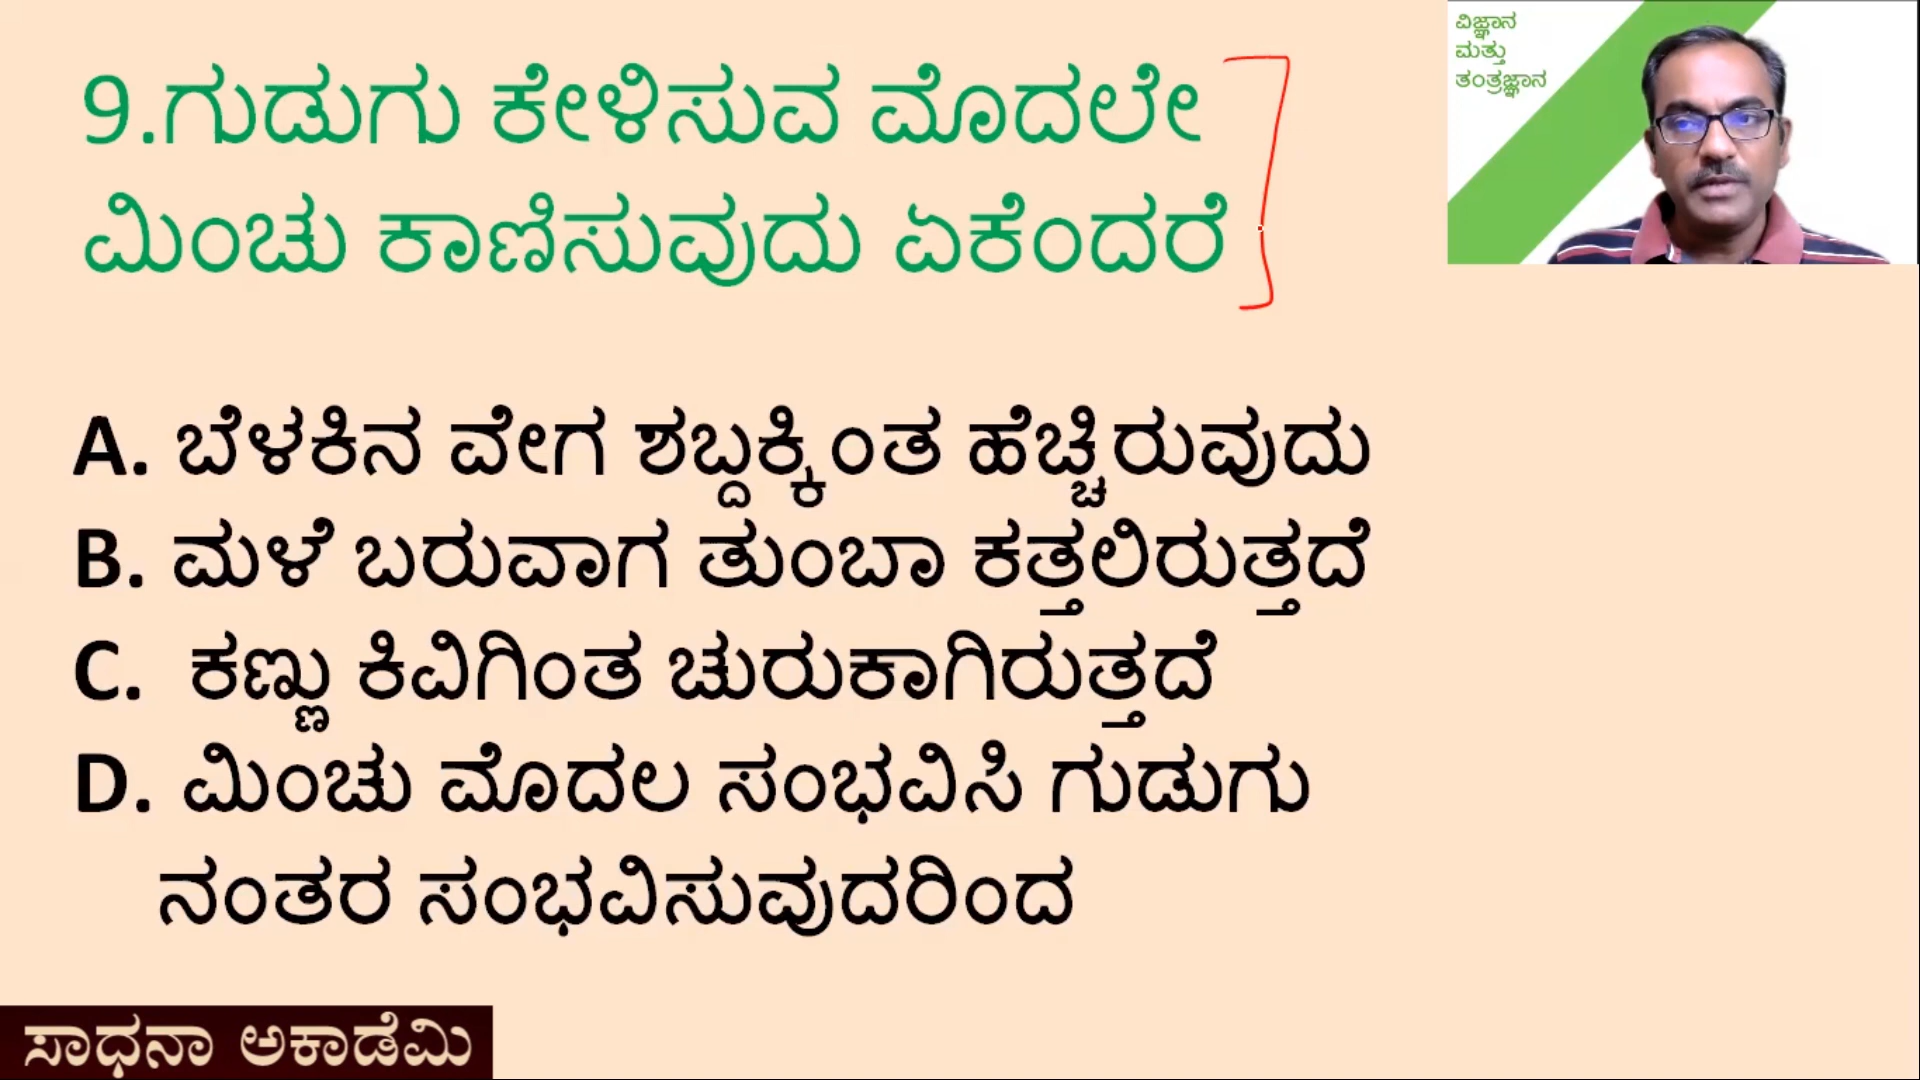 9.ಗುಡುಗು ಕೇಳಿಸುವ ಮೊದಲೇ
ಮಿಂಚು ಕಾಣಿಸುವುದು ಏಕೆಂದರೆ
A. ಬೆಳಕಿನ ವೇಗ ಶಬ್ದಕ್ಕಿಂತ ಹೆಚ್ಚಿರುವುದು
B. ಮಳೆ ಬರುವಾಗ ತುಂಬಾ ಕತ್ತಲಿರುತ್ತದೆ
C. ಕಣ್ಣು ಕಿವಿಗಿಂತ ಚುರುಕಾಗಿರುತ್ತದೆ
D. ಮಿಂಚು ಮೊದಲ ಸಂಭವಿಸಿ ಗುಡುಗು
ನಂತರ ಸಂಭವಿಸುವುದರಿಂದ
ವಿಜ್ಞಾನ
ಮತ್ತು
ತಂತ್ರಜ್ಞಾನ
ಸಾಧನಾ ಅಕಾಡೆಮಿ